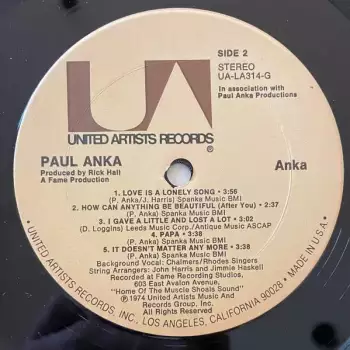 SIDE 2
STEREO
UA-LA314-G
In association with
Paul Anka Productions
UA
UNITED ARTISTS RECORDS
®
PAUL ANKA
Anka
Produced by Rick Hall
A Fame Production
1. LOVE IS A LONELY SONG • 3:56
(P. Anka/J. Harris) Spanka Music BMI
2. HOW CAN ANYTHING BE BEAUTIFUL (After You) • 3:32
(P. Anka) Spanka Music BMI
3. I GAVE A LITTLE AND LOST A LOT • 3:02
(D. Loggins) Leeds Music Corp./Antique Music ASCAP
4. PAPA • 3:38
(P. Anka) Spanka Music BMI
5. IT DOESN'T MATTER ANY MORE • 3:38
(P. Anka) Spanka Music BMI
Background Vocal: Chalmers/Rhodes Singers
String Arrangers: John Harris and Jimmie Haskell
Recorded at Fame Recording Studios,
603 East Avalon Avenue,
"Home Of The Muscle Shoals Sound"
℗ 1974 United Artists Music And
Records Group, Inc.
All Rights Reserved
• UNITED ARTISTS RECORDS, INC., LOS ANGELES, CALIFORNIA 90028 • MADE IN U.S.A. •